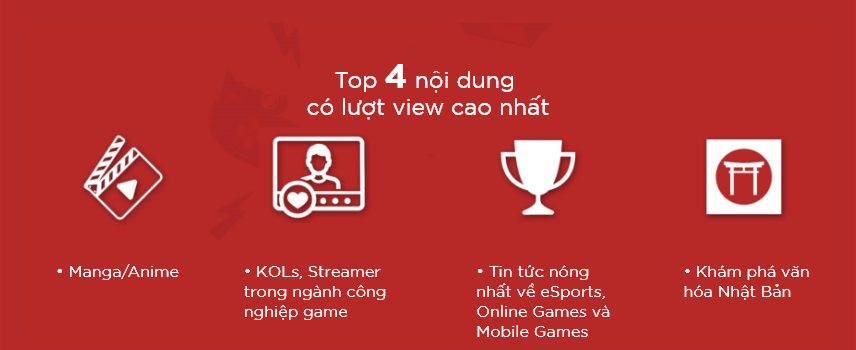 Top 4 nội dung
có lượt view cao nhất
• Manga/Anime
• KOLs, Streamer
trong ngành công
nghiệp game
• Tin tức nóng
nhất về eSports,
Online Games và
Mobile Games
• Khám phá văn
hóa Nhật Bản